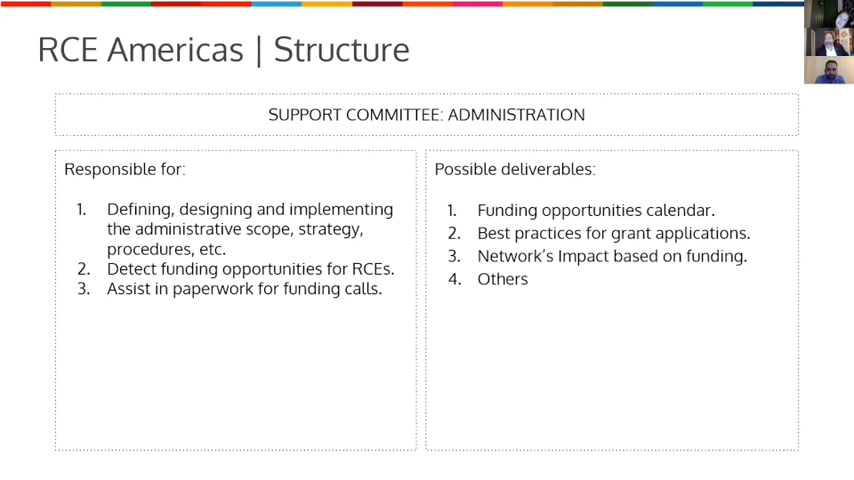 RCE Americas | Structure
SUPPORT COMMITTEE: ADMINISTRATION
Responsible for:
1. Defining, designing and implementing
the administrative scope, strategy,
procedures, etc.
2. Detect funding opportunities for RCEs.
3. Assist in paperwork for funding calls.
Possible deliverables:
1. Funding opportunities calendar.
2. Best practices for grant applications.
3. Network’s Impact based on funding.
4. Others